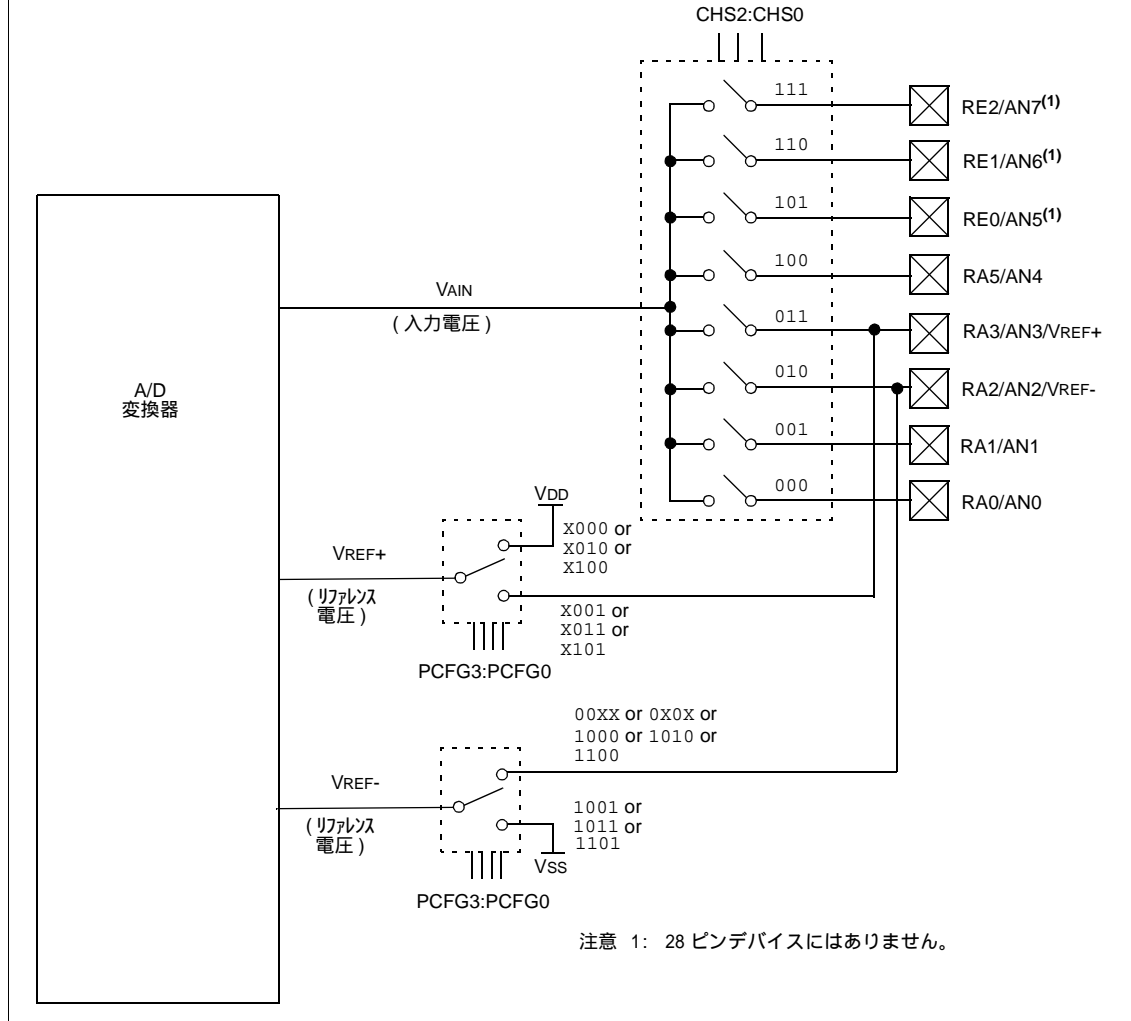 CHS2:CHS0
111
RE2/AN7(1)
110
RE1/AN6(1)
101
RE0/AN5(1)
100
RA5/AN4
VAIN
(入力電圧)
011
RA3/AN3/VREF+
010
RA2/AN2/VREF-
A/D
変換器
001
RA1/AN1
000
RA0/AN0
VDD
X000 or
X010 or
X100
VREF+
(リファレンス
電圧)
X001 or
X011 or
X101
PCFG3:PCFG0
00XX or 0X0X or
1000 or 1010 or
1100
VREF-
(リファレンス
電圧)
1001 or
1011 or
1101
VSS
PCFG3:PCFG0
注意 1: 28 ピンデバイスにはありません。